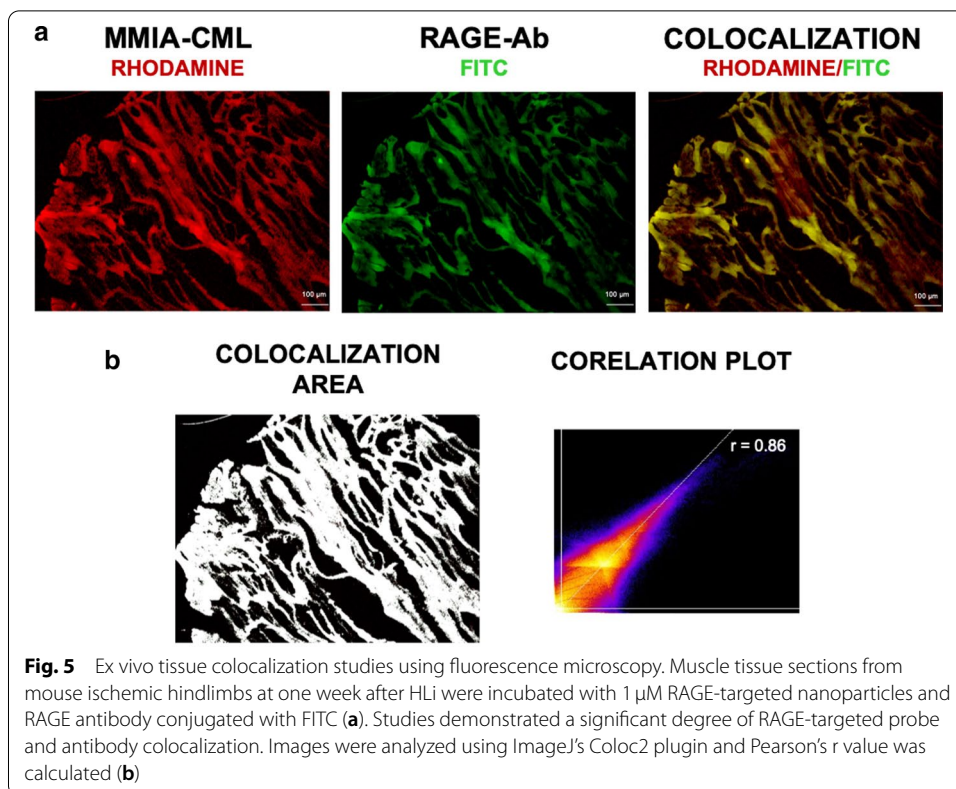 a
MMIA-CML
RHODAMINE
RAGE-Ab
FITC
COLOCALIZATION
RHODAMINE/FITC
100 µm
100 µm
100 µm
b
COLOCALIZATION
AREA
CORELATION PLOT
r = 0.86
Fig. 5 Ex vivo tissue colocalization studies using fluorescence microscopy. Muscle tissue sections from
mouse ischemic hindlimbs at one week after HLi were incubated with 1 µM RAGE-targeted nanoparticles and
RAGE antibody conjugated with FITC (a). Studies demonstrated a significant degree of RAGE-targeted probe
and antibody colocalization. Images were analyzed using ImageJ's Coloc2 plugin and Pearson's r value was
calculated (b)